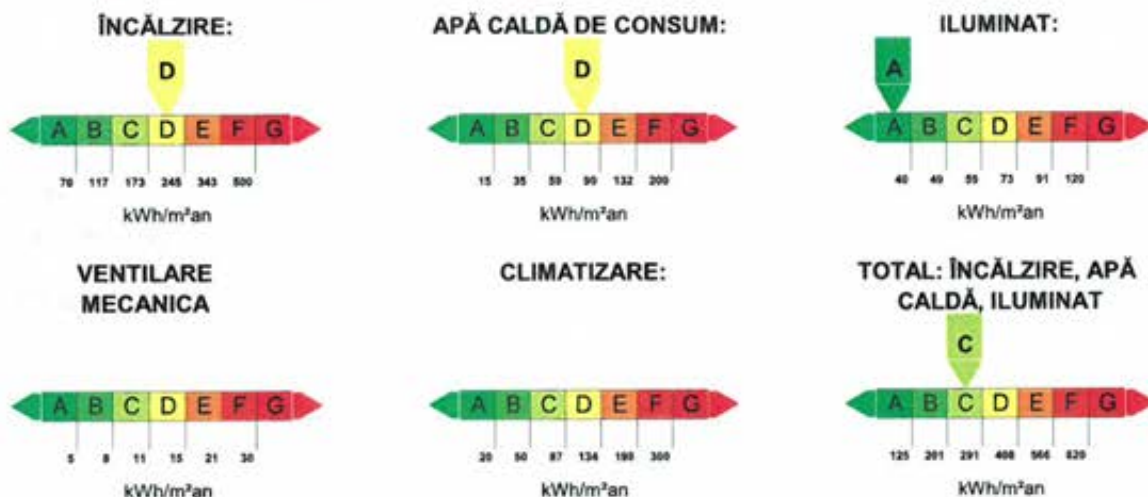 ÎNCĂLZIRE:
D
A B C D E F G
70 117 173 245 343 500
kWh/m²an
APĂ CALDĂ DE CONSUM:
D
A B C D E F G
15 35 59 90 132 200
kWh/m²an
ILUMINAT:
A
A B C D E F G
40 49 59 73 91 120
kWh/m²an
VENTILARE
MECANICA
A B C D E F G
5 8 11 15 21 30
kWh/m²an
CLIMATIZARE:
A B C D E F G
20 50 87 134 198 300
kWh/m²an
TOTAL: ÎNCĂLZIRE, APĂ
CALDĂ, ILUMINAT
C
A B C D E F G
125 201 291 408 566 820
kWh/m²an